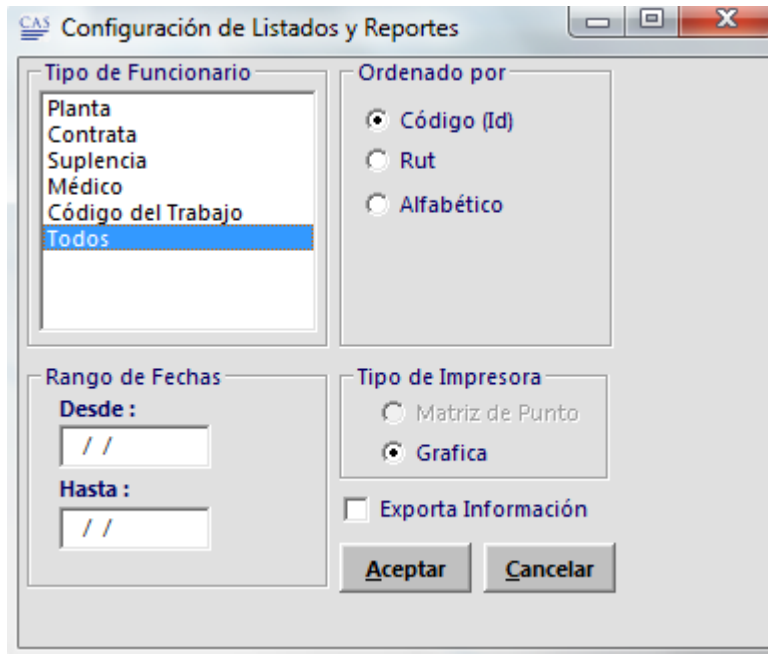 CAS
Configuración de Listados y Reportes
Tipo de Funcionario
Planta
Contrata
Suplencia
Médico
Código del Trabajo
Todos
Ordenado por
Código (Id)
Rut
Alfabético
Rango de Fechas
Desde :
/ /
Hasta :
/ /
Tipo de Impresora
Matriz de Punto
Grafica
Exporta Información
Aceptar
Cancelar